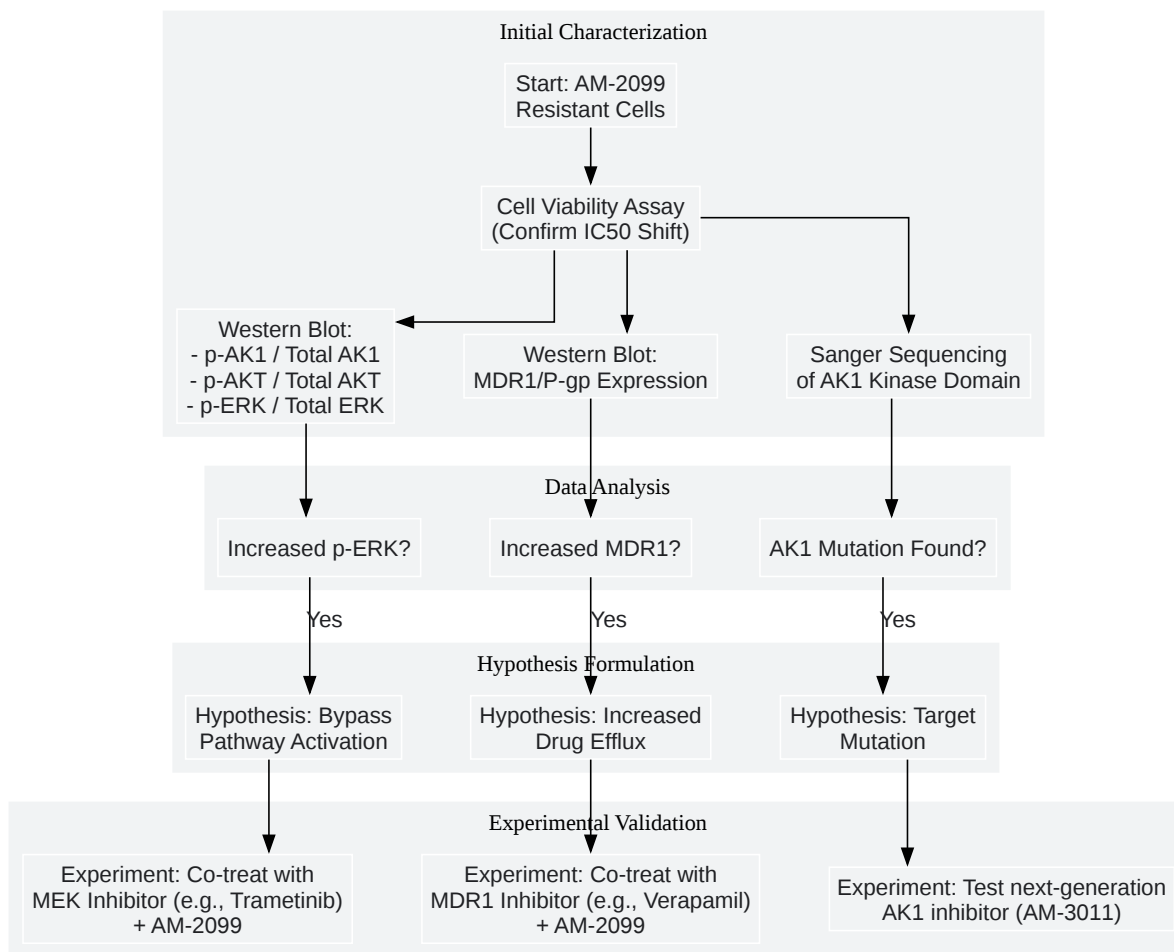 Initial Characterization
Start: AM-2099
Resistant Cells
Cell Viability Assay
(Confirm IC50 Shift)
Western Blot:
- p-AK1 / Total AK1
- p-AKT / Total AKT
- p-ERK / Total ERK
Western Blot:
MDR1/P-gp Expression
Sanger Sequencing
of AK1 Kinase Domain
Data Analysis
Increased p-ERK?
Increased MDR1?
AK1 Mutation Found?
Yes
Yes
Yes
Hypothesis Formulation
Hypothesis: Bypass
Pathway Activation
Hypothesis: Increased
Drug Efflux
Hypothesis: Target
Mutation
Experimental Validation
Experiment: Co-treat with
MEK Inhibitor (e.g., Trametinib)
+ AM-2099
Experiment: Co-treat with
MDR1 Inhibitor (e.g., Verapamil)
+ AM-2099
Experiment: Test next-generation
AK1 inhibitor (AM-3011)